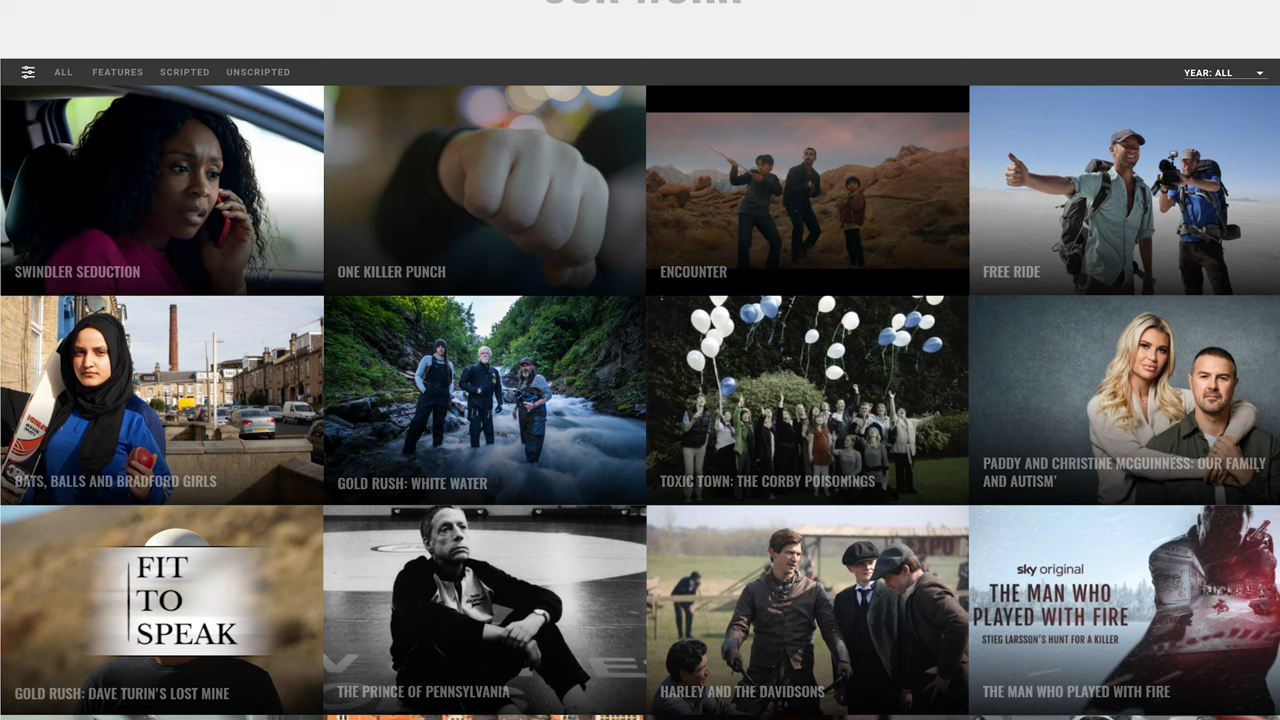 OUR WORK
ALL FEATURES SCRIPTED UNSCRIPTED YEAR: ALL
SWINDLER SEDUCTION
ONE KILLER PUNCH
ENCOUNTER
FREE RIDE
BATS, BALLS AND BRADFORD GIRLS
GOLD RUSH: WHITE WATER
TOXIC TOWN: THE CORBY POISONINGS
PADDY AND CHRISTINE MCGUINNESS: OUR FAMILY
AND AUTISM'
FIT
TO
SPEAK
GOLD RUSH: DAVE TURIN'S LOST MINE
THE PRINCE OF PENNSYLVANIA
HARLEY AND THE DAVIDSONS
sky original
THE MAN WHO
PLAYED WITH FIRE
STIEG LARSSON'S HUNT FOR A KILLER
THE MAN WHO PLAYED WITH FIRE